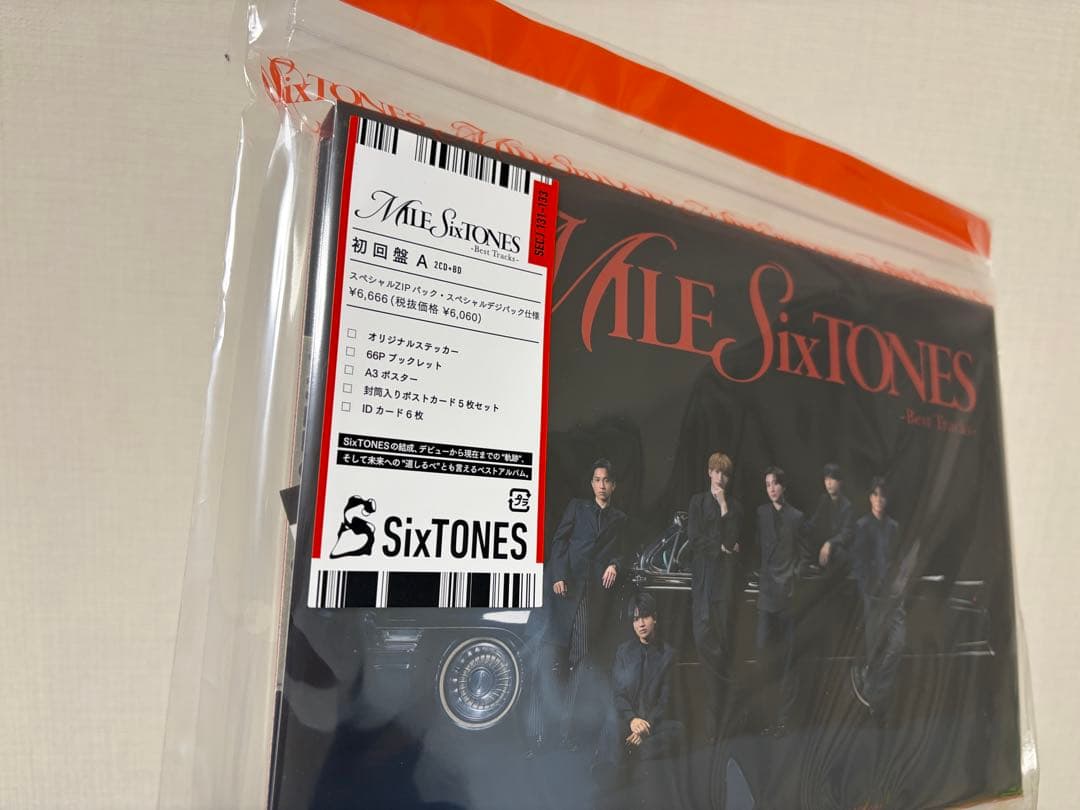 SixTONES
MILE SixTONES
-Best Tracks-
SECJ 131-133
初回盤 A 2CD+BD
スペシャルZIPパック・スペシャルデジパック仕様
¥6,666(税抜価格 ¥6,060)
□ オリジナルステッカー
□ 66P ブックレット
□ A3 ポスター
□ 封筒入りポストカード5枚セット
□ IDカード6枚
SixTONESの結成、デビューから現在までの“軌跡”。
そして未来への“道しるべ”とも言えるベストアルバム。
プラ
SixTONES
MILE SixTONES
-Best Tracks-